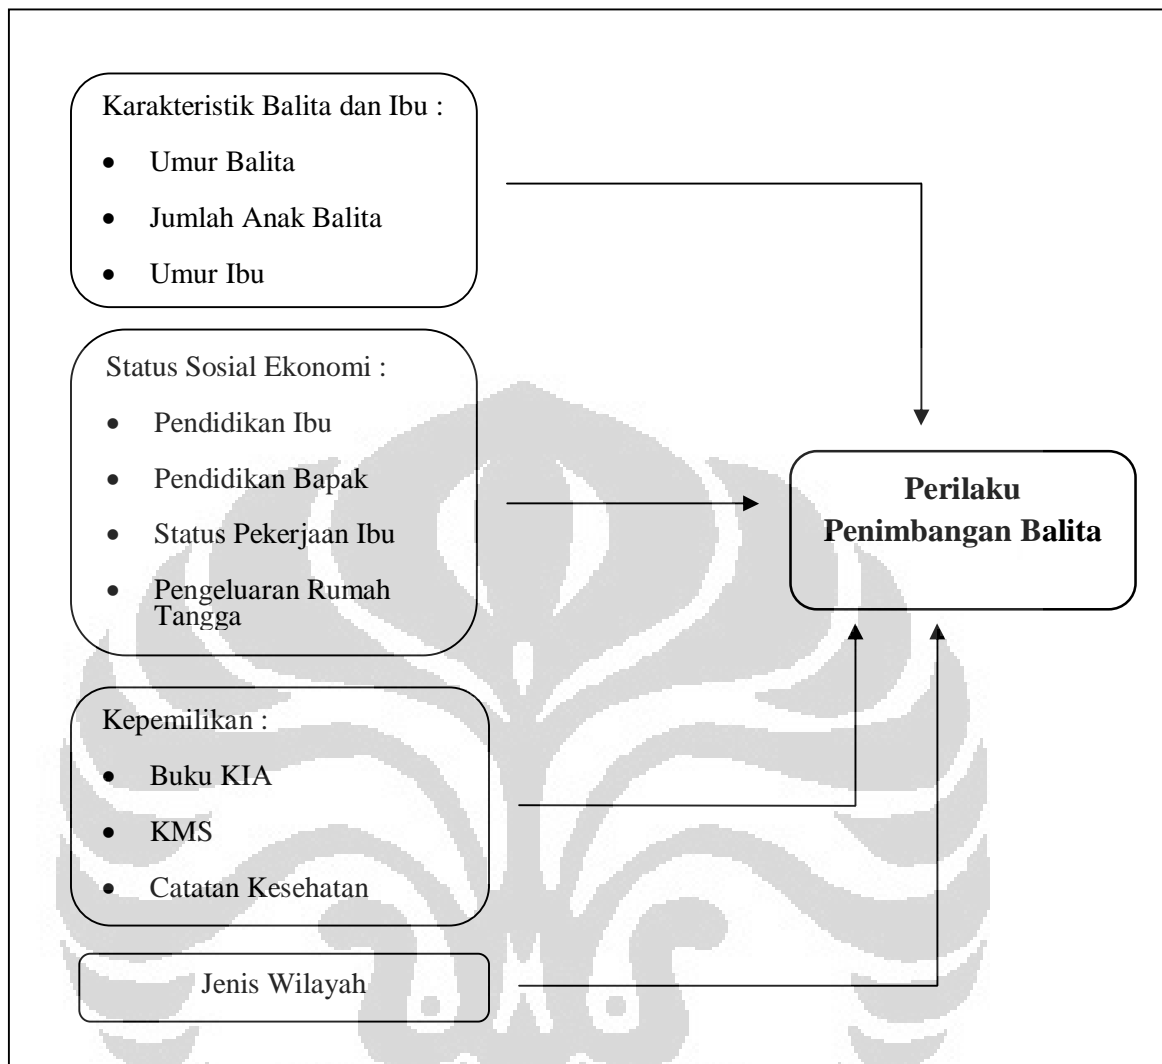 Karakteristik Balita dan Ibu :
• Umur Balita
• Jumlah Anak Balita
• Umur Ibu
Status Sosial Ekonomi :
• Pendidikan Ibu
• Pendidikan Bapak
• Status Pekerjaan Ibu
• Pengeluaran Rumah
Tangga
Perilaku
Penimbangan Balita
Kepemilikan :
• Buku KIA
• KMS
• Catatan Kesehatan
Jenis Wilayah